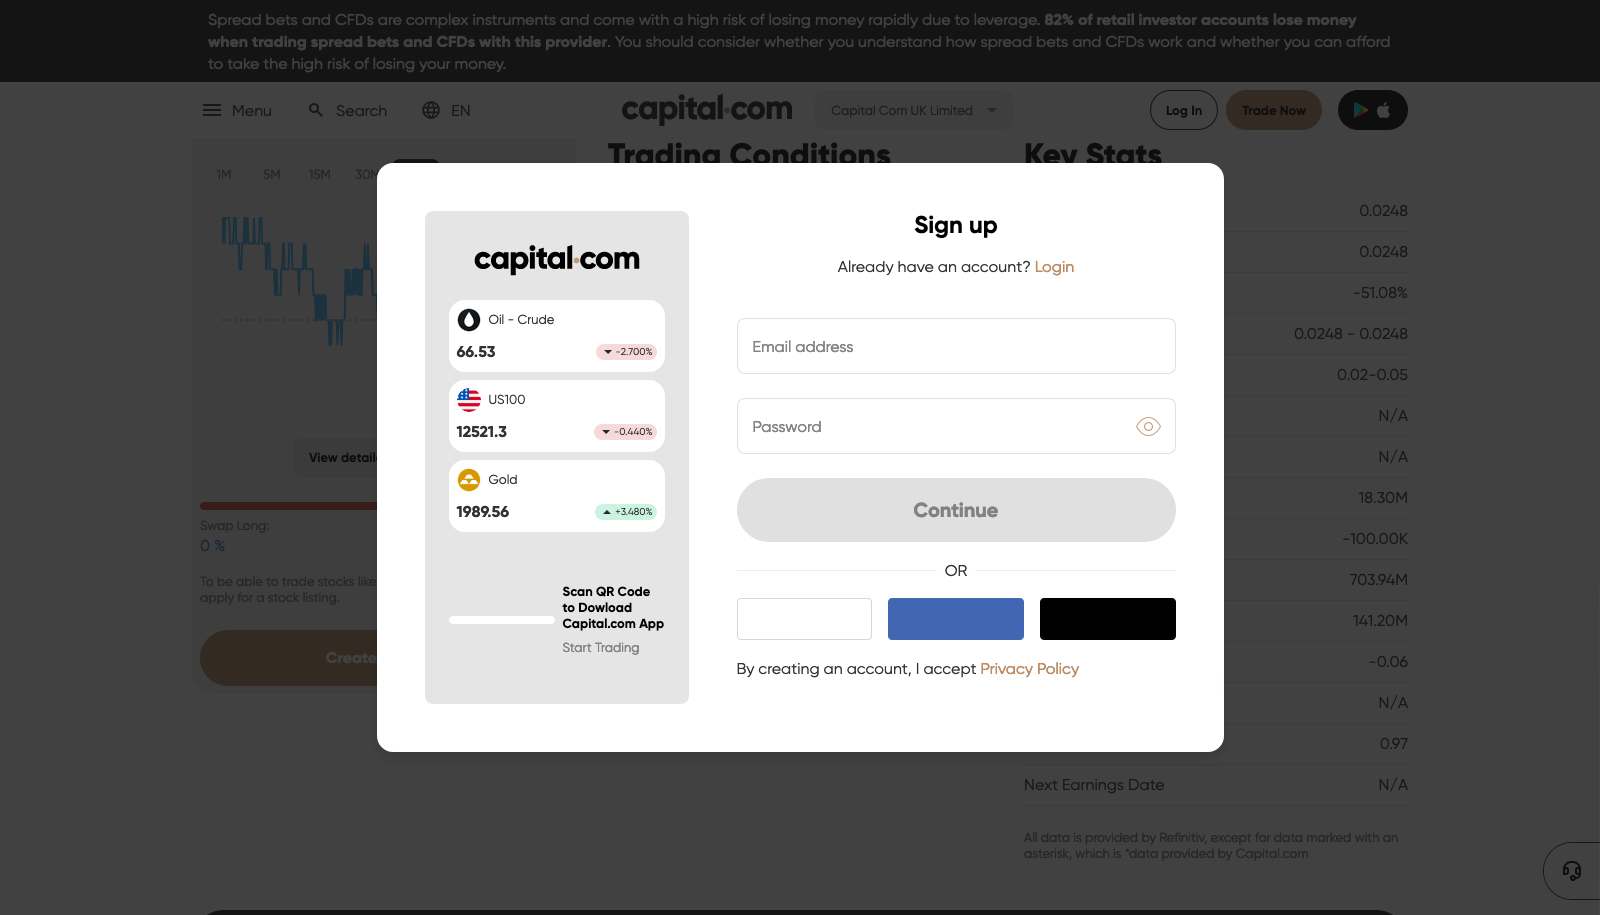 Spread bets and CFDs are complex instruments and come with a high risk of losing money rapidly due to leverage. 82% of retail investor accounts lose money
when trading spread bets and CFDs with this provider. You should consider whether you understand how spread bets and CFDs work and whether you can afford
to take the high risk of losing your money.
Menu
Search
EN
capital.com
Capital Com UK Limited
Log In
Trade Now
Trading Conditions
Key Stats
1M
5M
15M
30M
View detail
Swap Long:
0 %
To be able to trade stocks like
apply for a stock listing.
Create
capital.com
Oil - Crude
66.53
-2.700%
US100
12521.3
-0.440%
Gold
1989.56
+3.480%
Scan QR Code
to Dowload
Capital.com App
Start Trading
Sign up
Already have an account? Login
Email address
Password
Continue
OR
By creating an account, I accept Privacy Policy
0.0248
0.0248
-51.08%
0.0248 - 0.0248
0.02-0.05
N/A
N/A
18.30M
-100.00K
703.94M
141.20M
-0.06
N/A
0.97
Next Earnings Date
N/A
All data is provided by Refinitiv, except for data marked with an
asterisk, which is *data provided by Capital.com